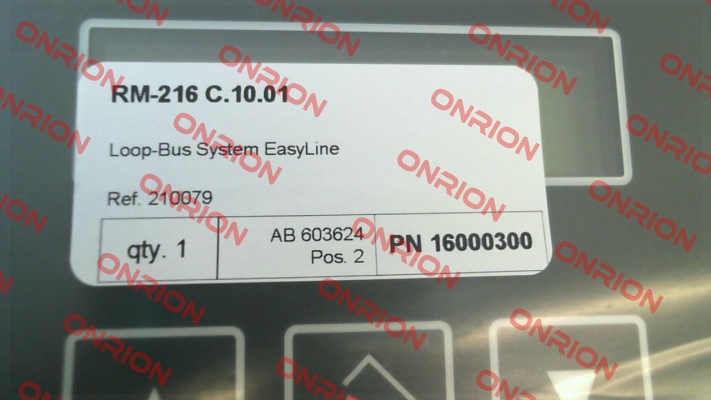 RM-216 C.10.01
Loop-Bus System EasyLine
Ref. 210079
qty. 1
AB 603624
Pos. 2
PN 16000300
ONRION